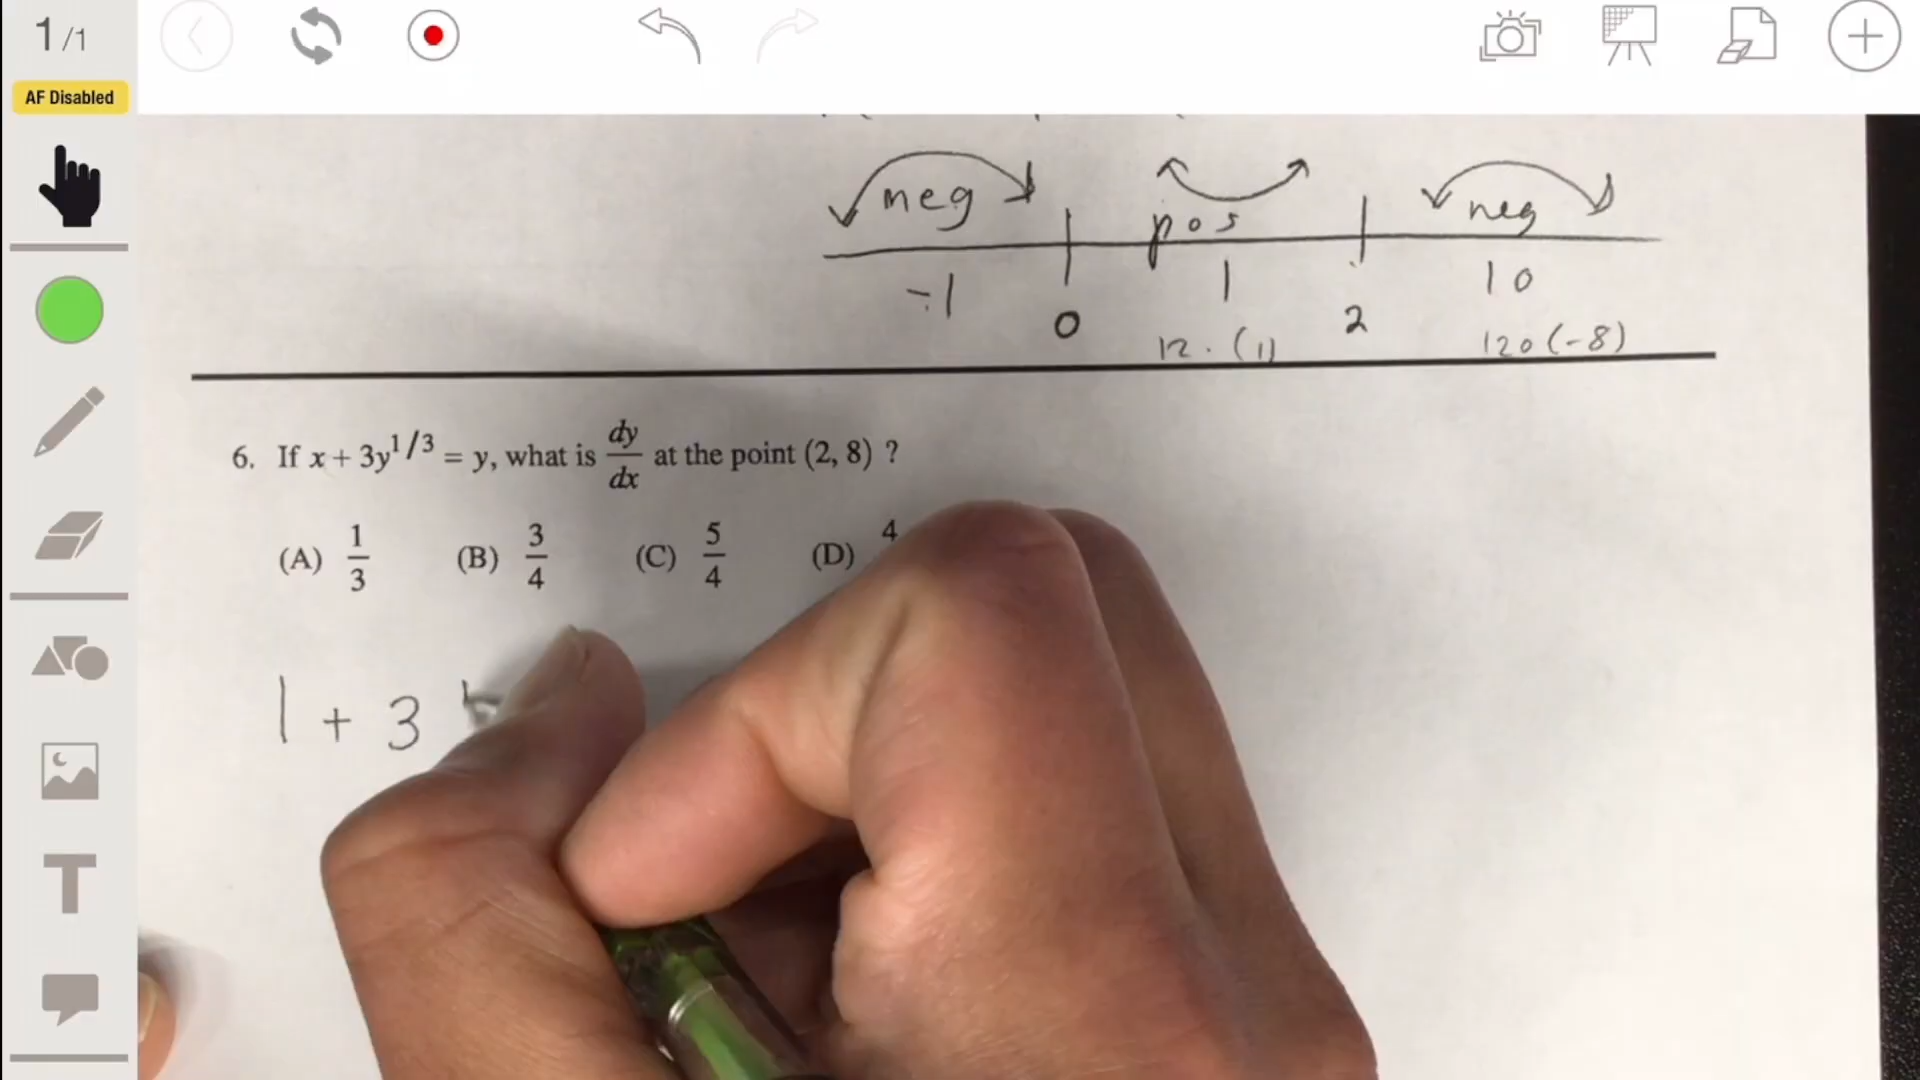 1/1
AF Disabled
neg pos neg
-1 1 10
0 2
12 · (1) 120(-8)
6. If x + 3y^1/3 = y, what is dy/dx at the point (2, 8) ?
(A) 1/3 (B) 3/4 (C) 5/4 (D) 4
1 + 3
T